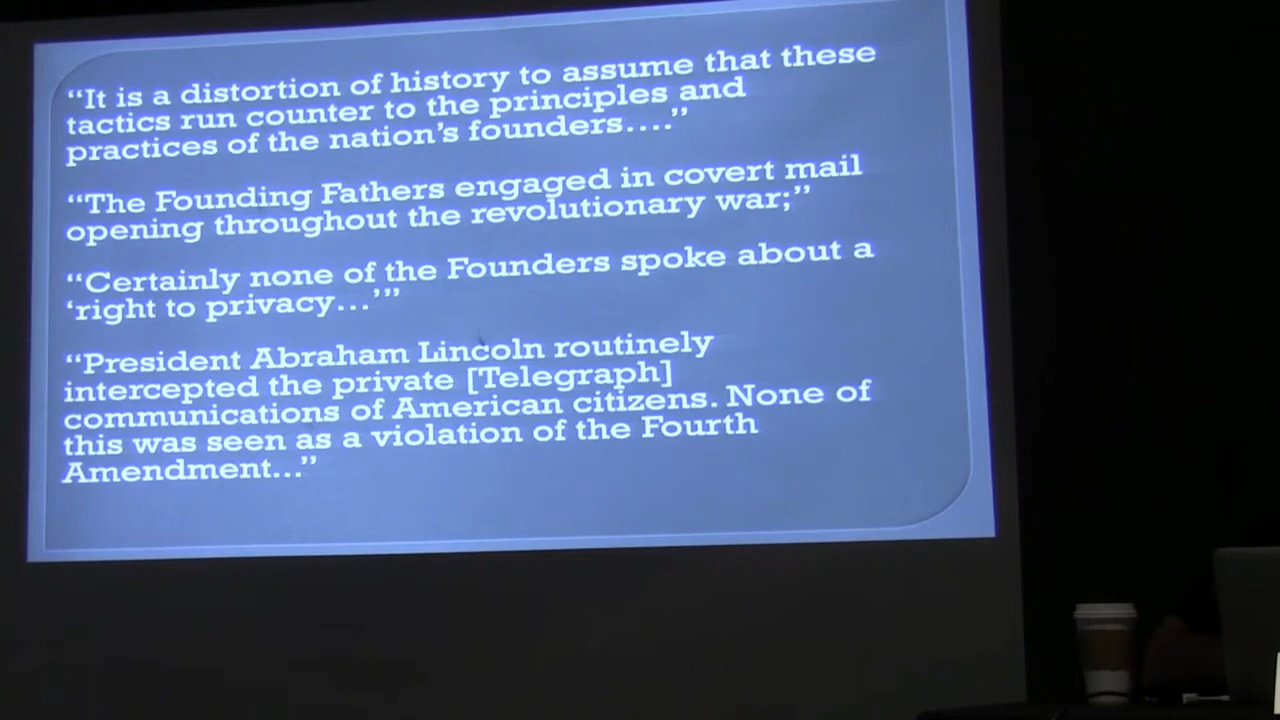 “It is a distortion of history to assume that these
tactics run counter to the principles and
practices of the nation’s founders….”
“The Founding Fathers engaged in covert mail
opening throughout the revolutionary war;”
“Certainly none of the Founders spoke about a
‘right to privacy…’”
“President Abraham Lincoln routinely
intercepted the private [Telegraph]
communications of American citizens. None of
this was seen as a violation of the Fourth
Amendment…”